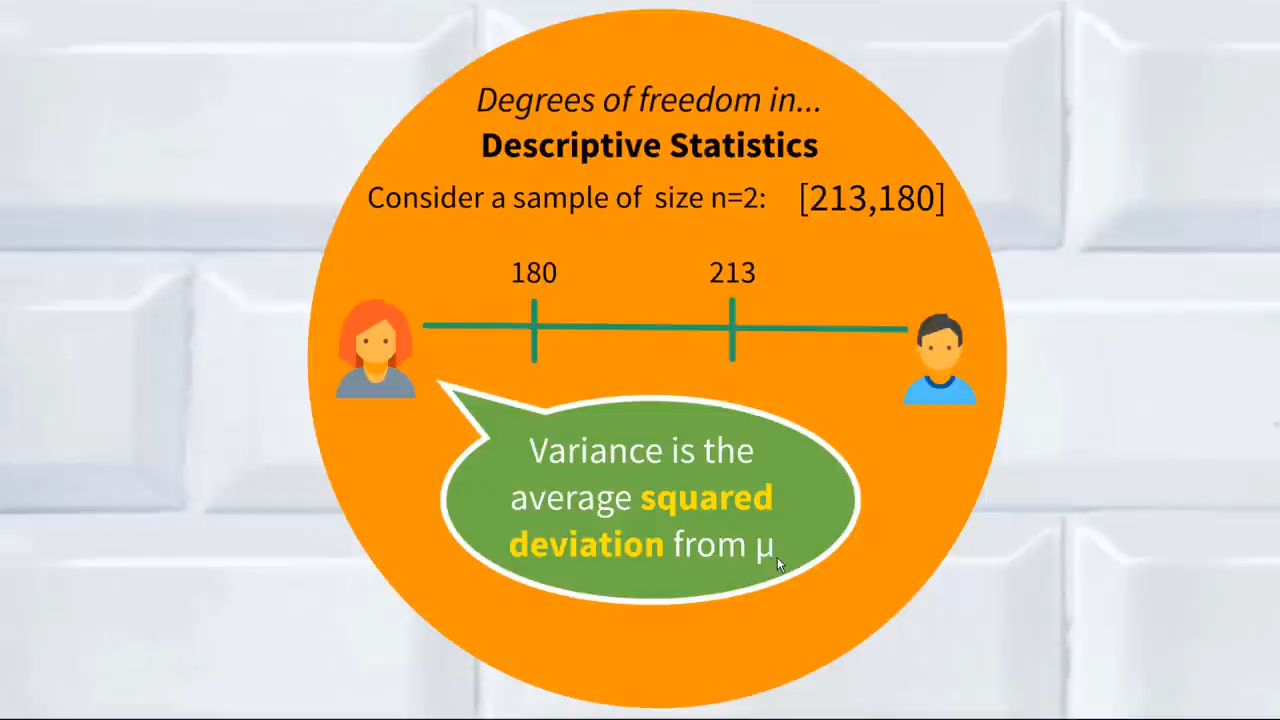 Degrees of freedom in...
Descriptive Statistics
Consider a sample of size n=2: [213,180]
180 213
Variance is the
average squared
deviation from μ